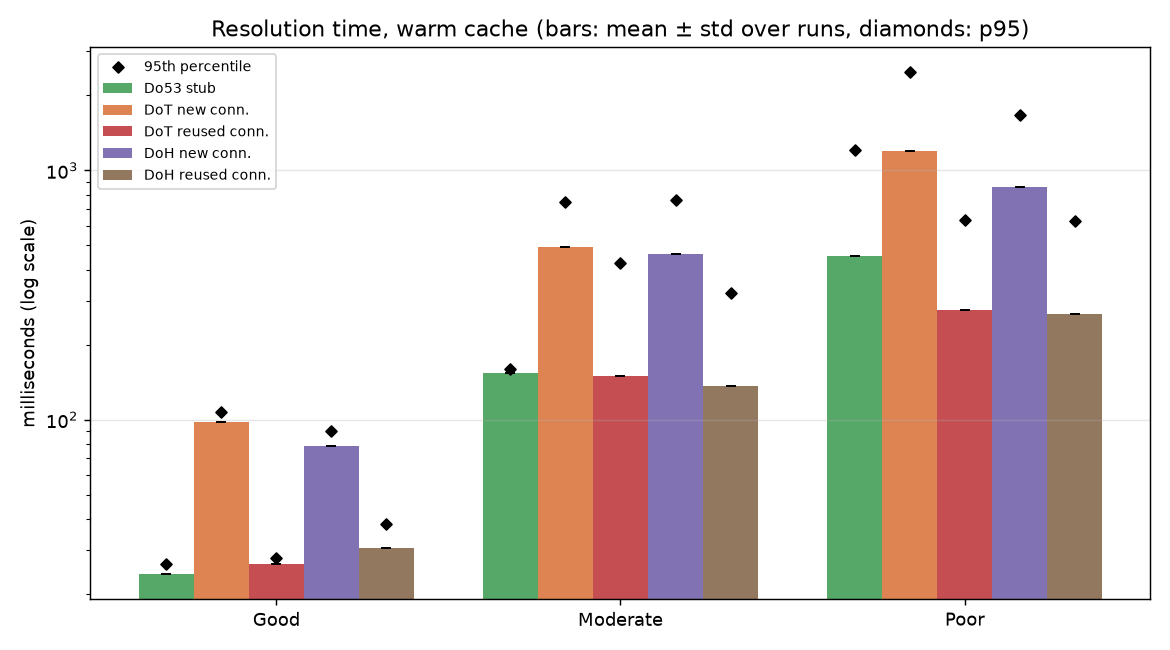 Resolution time, warm cache (bars: mean ± std over runs, diamonds: p95)
95th percentile
Do53 stub
DoT new conn.
DoT reused conn.
DoH new conn.
DoH reused conn.
milliseconds (log scale)
10³
10²
Good
Moderate
Poor